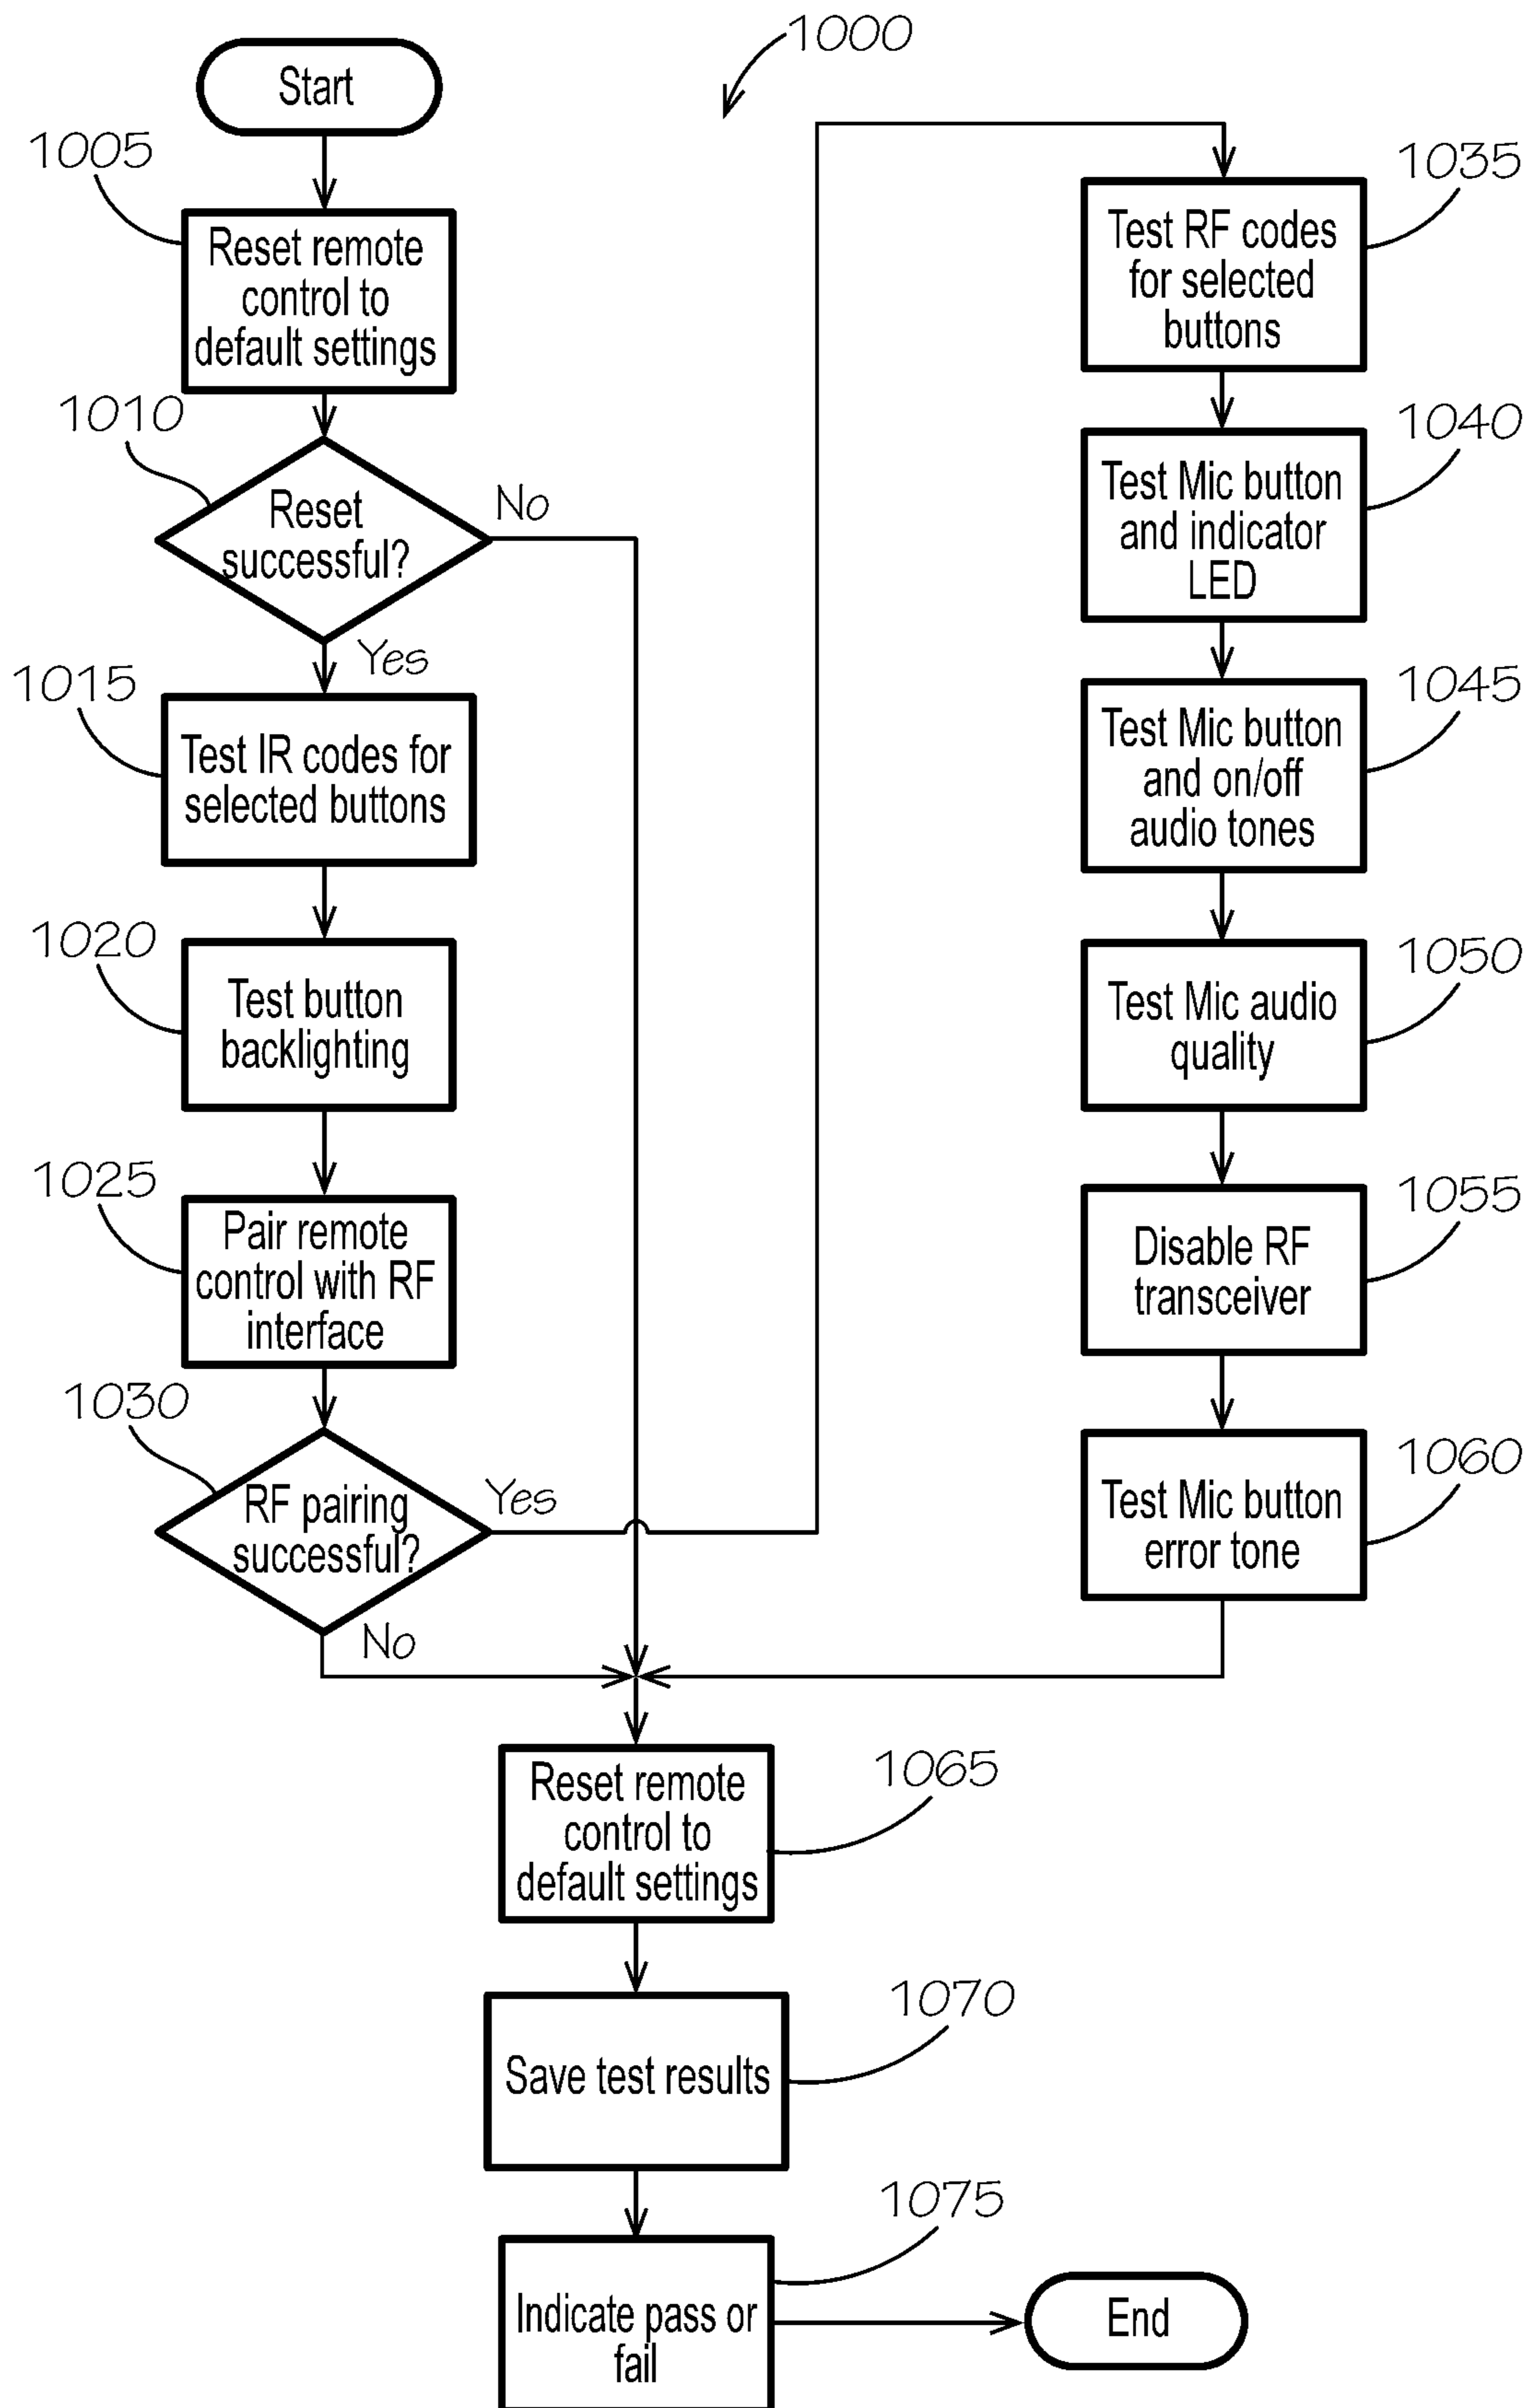 1000
Start
1005
Reset remote
control to
default settings
1010
Reset
successful?
No
Yes
1015
Test IR codes for
selected buttons
1020
Test button
backlighting
1025
Pair remote
control with RF
interface
1030
RF pairing
successful?
Yes
No
1035
Test RF codes
for selected
buttons
1040
Test Mic button
and indicator
LED
1045
Test Mic button
and on/off
audio tones
1050
Test Mic audio
quality
1055
Disable RF
transceiver
1060
Test Mic button
error tone
1065
Reset remote
control to
default settings
1070
Save test results
1075
Indicate pass or
fail
End